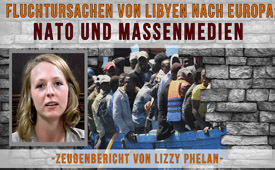 FLUCHTURSACHEN VON LIBYEN NACH EUROPA:
NATO UND MASSENMEDIEN
-ZEUGENBERICHT VON LIZZY PHELAN-